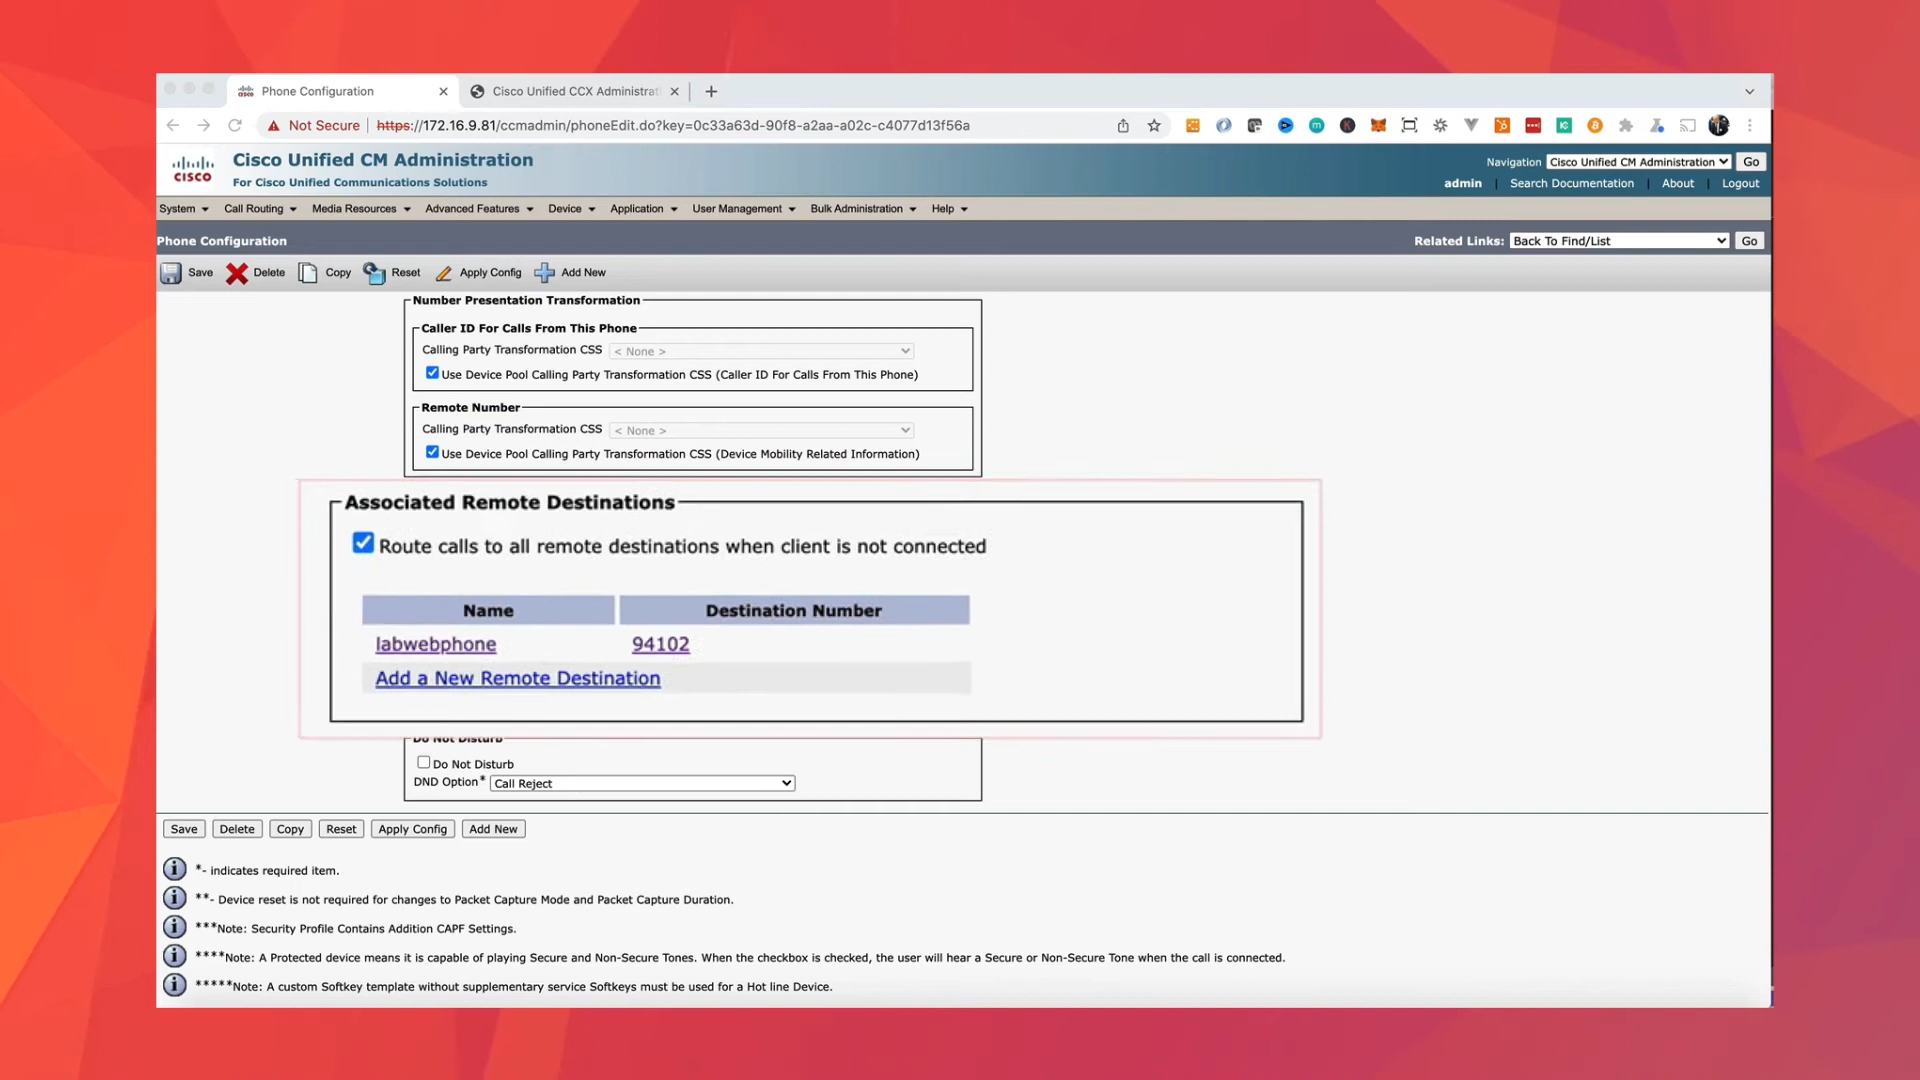 Phone Configuration
Cisco Unified CCX Administrat
Not Secure | https://172.16.9.81/ccmadmin/phoneEdit.do?key=0c33a63d-90f8-a2aa-a02c-c4077d13f56a
CISCO
Cisco Unified CM Administration
For Cisco Unified Communications Solutions
Navigation Cisco Unified CM Administration Go
admin | Search Documentation | About | Logout
System Call Routing Media Resources Advanced Features Device Application User Management Bulk Administration Help
Phone Configuration
Related Links: Back To Find/List Go
Save Delete Copy Reset Apply Config Add New
Number Presentation Transformation
Caller ID For Calls From This Phone
Calling Party Transformation CSS < None >
Use Device Pool Calling Party Transformation CSS (Caller ID For Calls From This Phone)
Remote Number
Calling Party Transformation CSS < None >
Use Device Pool Calling Party Transformation CSS (Device Mobility Related Information)
Associated Remote Destinations
Route calls to all remote destinations when client is not connected
Name Destination Number
labwebphone 94102
Add a New Remote Destination
Do Not Disturb
Do Not Disturb
DND Option* Call Reject
Save Delete Copy Reset Apply Config Add New
*- indicates required item.
**- Device reset is not required for changes to Packet Capture Mode and Packet Capture Duration.
***Note: Security Profile Contains Addition CAPF Settings.
****Note: A Protected device means it is capable of playing Secure and Non-Secure Tones. When the checkbox is checked, the user will hear a Secure or Non-Secure Tone when the call is connected.
*****Note: A custom Softkey template without supplementary service Softkeys must be used for a Hot line Device.